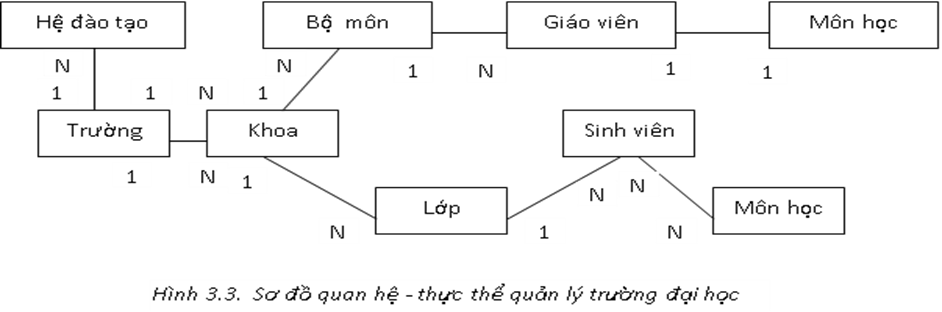 Hệ đào tạo
Bộ môn
Giáo viên
Môn học
N
N
1
N
1
1
1
1
N
1
Trường
Khoa
Sinh viên
1
N
1
N
N
Lớp
Môn học
N
1
N
Hình 3.3. Sơ đồ quan hệ - thực thể quản lý trường đại học